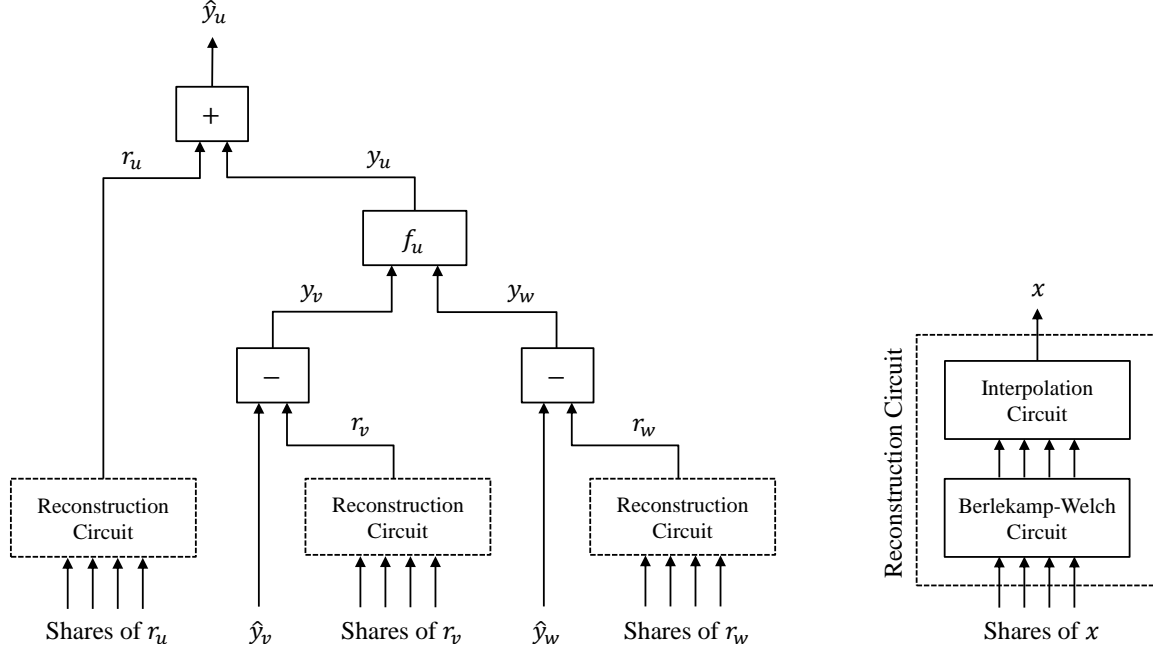 ŷ_u
+
r_u
y_u
f_u
y_v
y_w
−
−
r_v
r_w
Reconstruction
Circuit
Reconstruction
Circuit
Reconstruction
Circuit
Shares of r_u
ŷ_v
Shares of r_v
ŷ_w
Shares of r_w
x
Reconstruction Circuit
Interpolation
Circuit
Berlekamp-Welch
Circuit
Shares of x